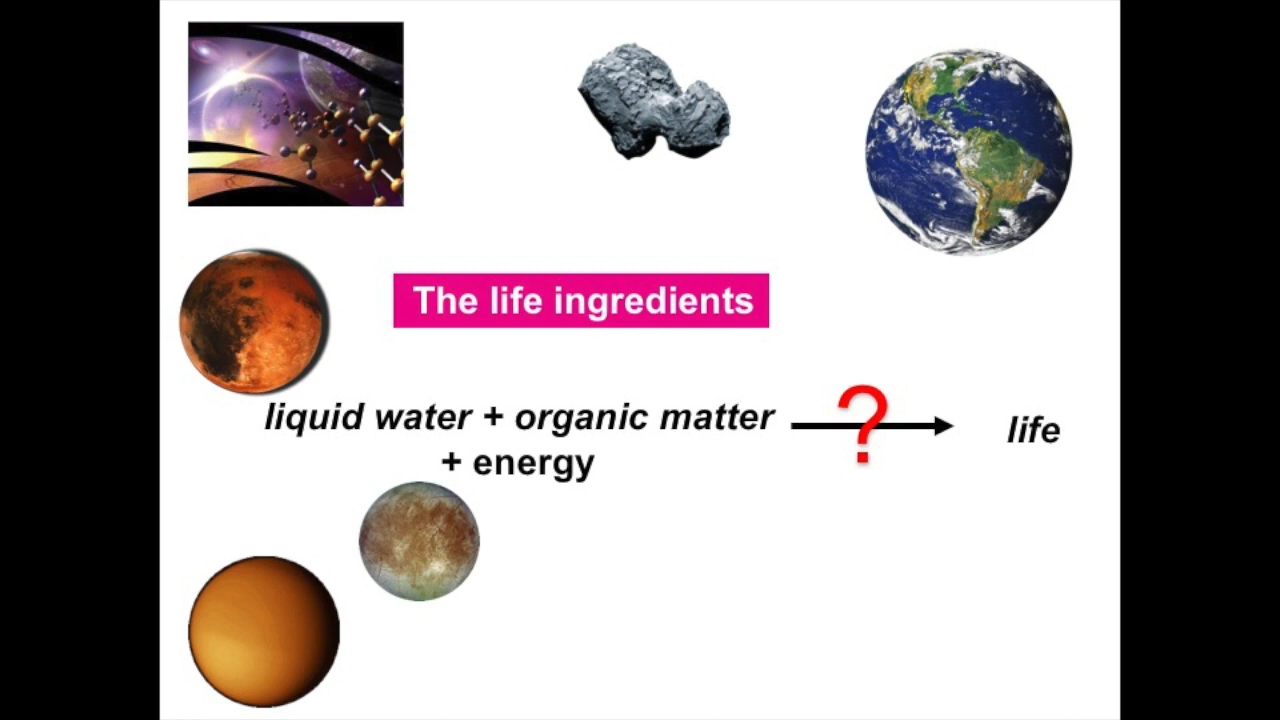 The life ingredients
liquid water + organic matter
+ energy
?
life